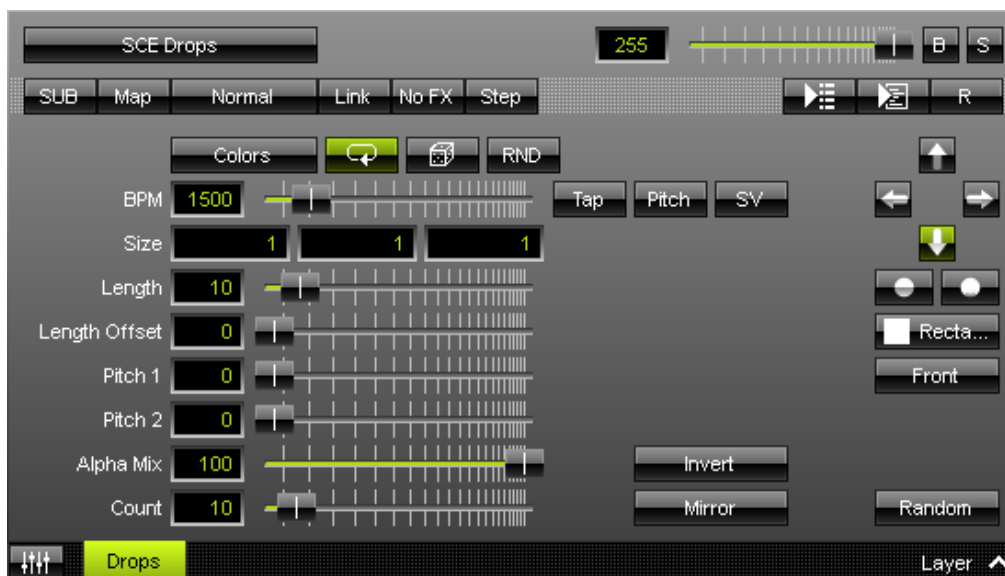 SCE Drops 255 B S
SUB Map Normal Link No FX Step R
Colors RND
BPM 1500 Tap Pitch SV
Size 1 1 1
Length 10
Length Offset 0 Recta...
Pitch 1 0 Front
Pitch 2 0
Alpha Mix 100 Invert
Count 10 Mirror Random
Drops Layer